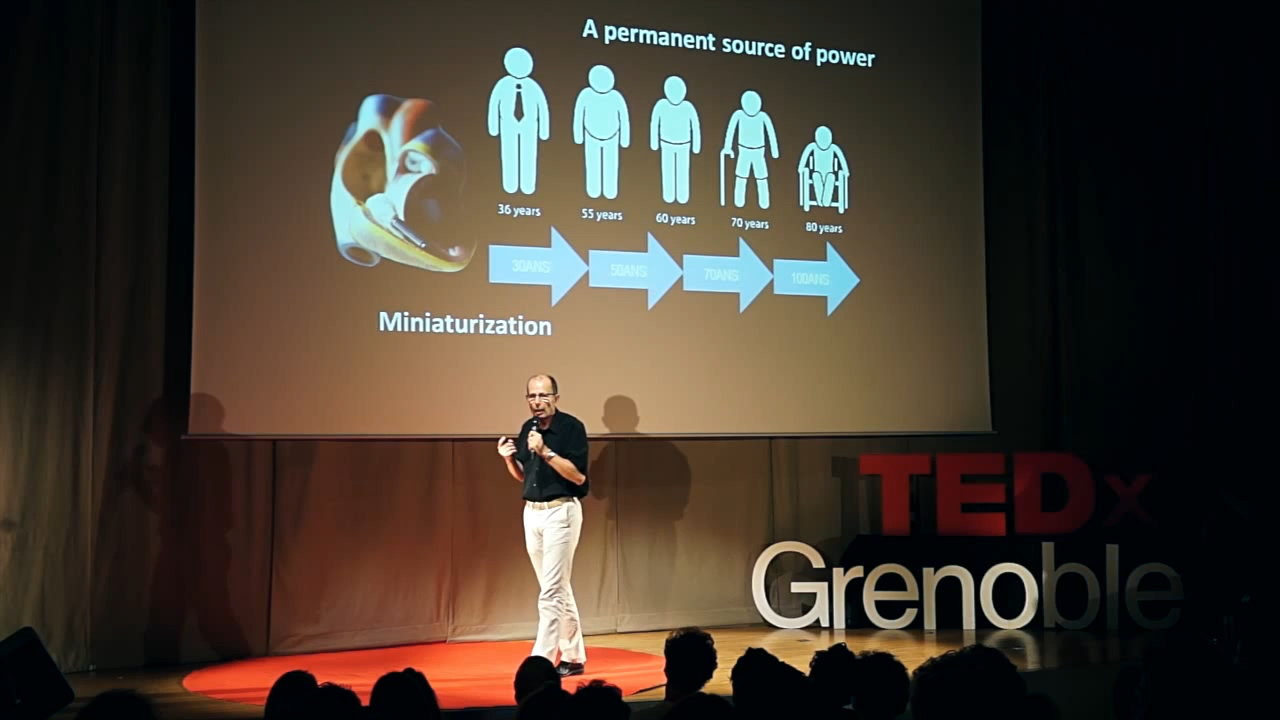 A permanent source of power
36 years
55 years
60 years
70 years
80 years
30ANS
50ANS
70ANS
100ANS
Miniaturization
TEDx
Grenoble